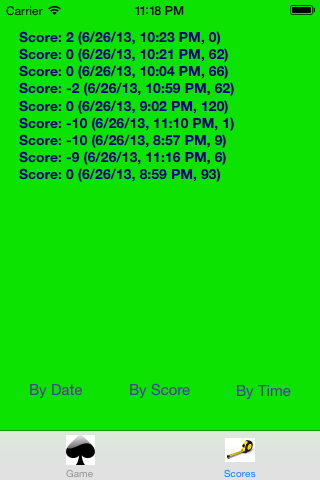 Carrier 11:18 PM
Score: 2 (6/26/13, 10:23 PM, 0)
Score: 0 (6/26/13, 10:21 PM, 62)
Score: 0 (6/26/13, 10:04 PM, 66)
Score: -2 (6/26/13, 10:59 PM, 62)
Score: 0 (6/26/13, 9:02 PM, 120)
Score: -10 (6/26/13, 11:10 PM, 1)
Score: -10 (6/26/13, 8:57 PM, 9)
Score: -9 (6/26/13, 11:16 PM, 6)
Score: 0 (6/26/13, 8:59 PM, 93)
By Date By Score By Time
Game Scores